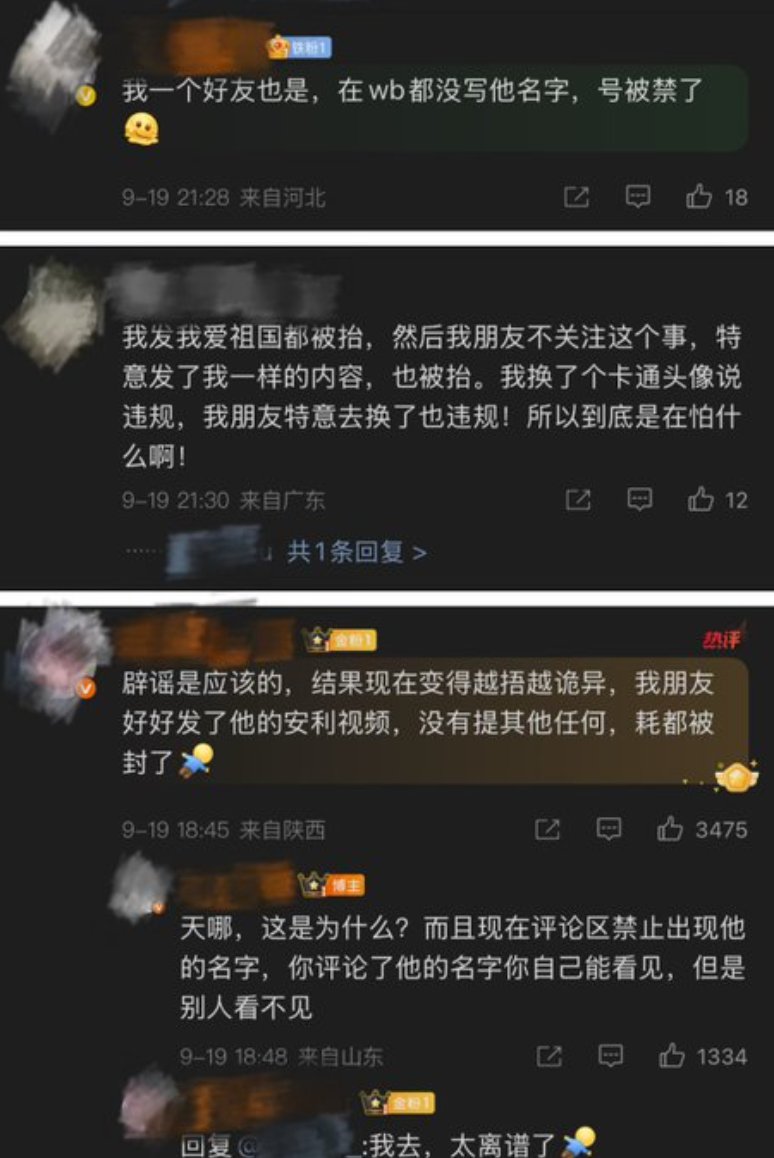 铁粉1
我一个好友也是，在wb都没写他名字，号被禁了
9-19 21:28 来自河北
18
我发我爱祖国都被抬，然后我朋友不关注这个事，特
意发了我一样的内容，也被抬。我换了个卡通头像说
违规，我朋友特意去换了也违规！所以到底是在怕什
么啊！
9-19 21:30 来自广东
12
共1条回复 >
金粉1
热评
辟谣是应该的，结果现在变得越捂越诡异，我朋友
好好发了他的安利视频，没有提其他任何，耗都被
封了
9-19 18:45 来自陕西
3475
博主
天哪，这是为什么？而且现在评论区禁止出现他
的名字，你评论了他的名字你自己能看见，但是
别人看不见
9-19 18:48 来自山东
1334
金粉1
回复@ :我去，太离谱了